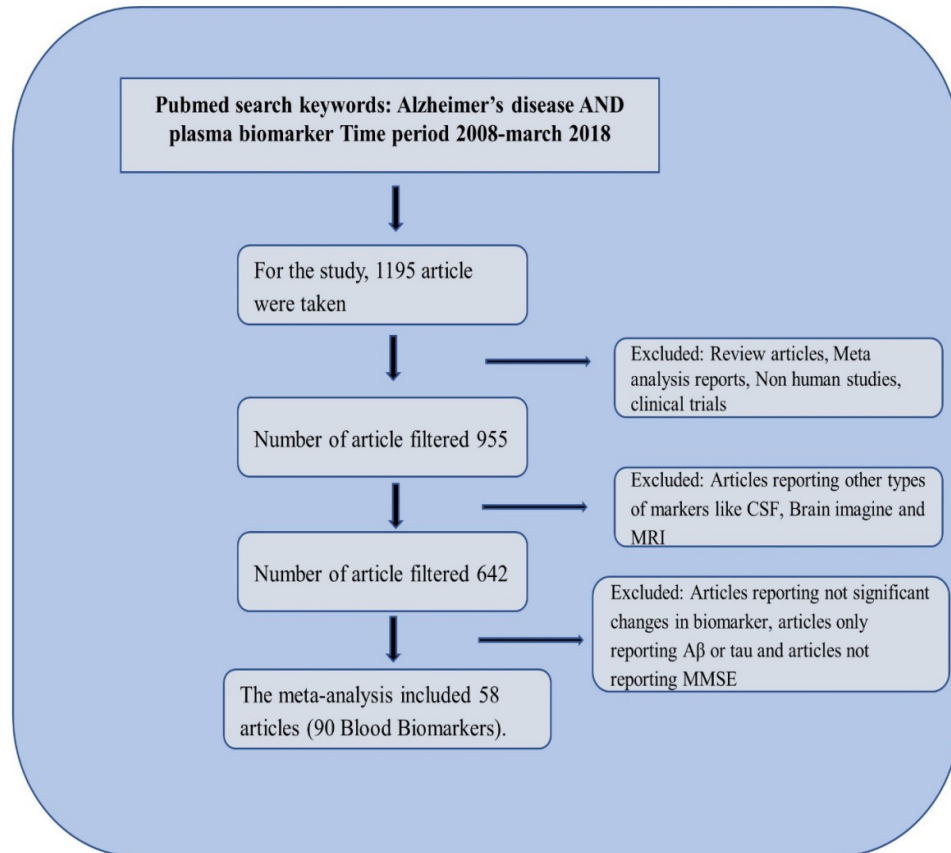 Pubmed search keywords: Alzheimer’s disease AND
plasma biomarker Time period 2008-march 2018
For the study, 1195 article
were taken
Excluded: Review articles, Meta
analysis reports, Non human studies,
clinical trials
Number of article filtered 955
Excluded: Articles reporting other types
of markers like CSF, Brain imagine and
MRI
Number of article filtered 642
Excluded: Articles reporting not significant
changes in biomarker, articles only
reporting Aβ or tau and articles not
reporting MMSE
The meta-analysis included 58
articles (90 Blood Biomarkers).